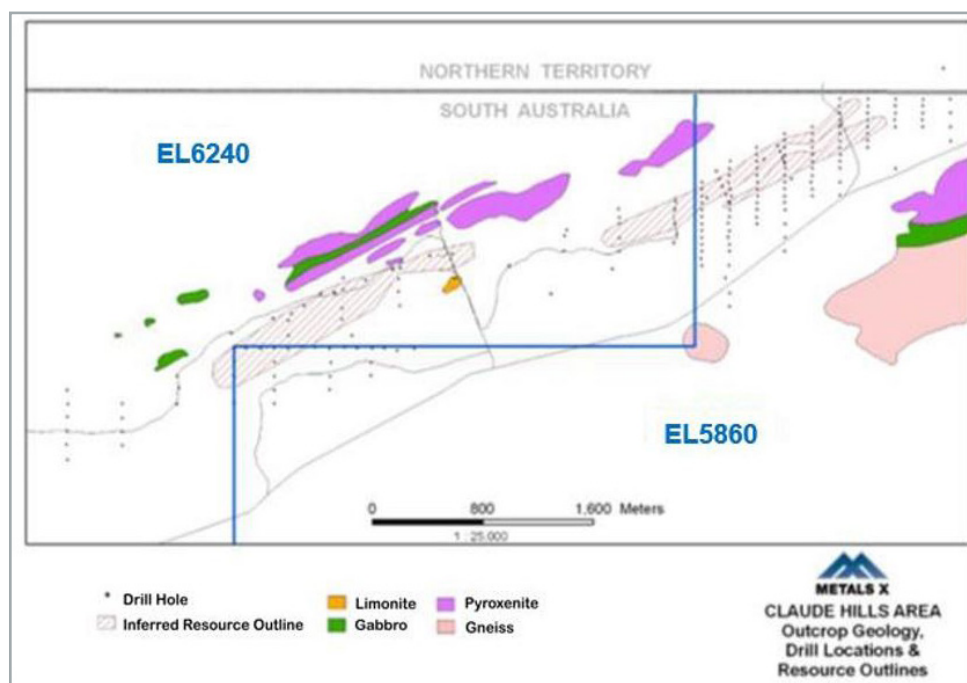 NORTHERN TERRITORY
SOUTH AUSTRALIA
EL6240
EL5860
0 800 1,600 Meters
1 : 25,000
Drill Hole
Inferred Resource Outline
Limonite
Gabbro
Pyroxenite
Gneiss
METALS X
CLAUDE HILLS AREA
Outcrop Geology,
Drill Locations &
Resource Outlines